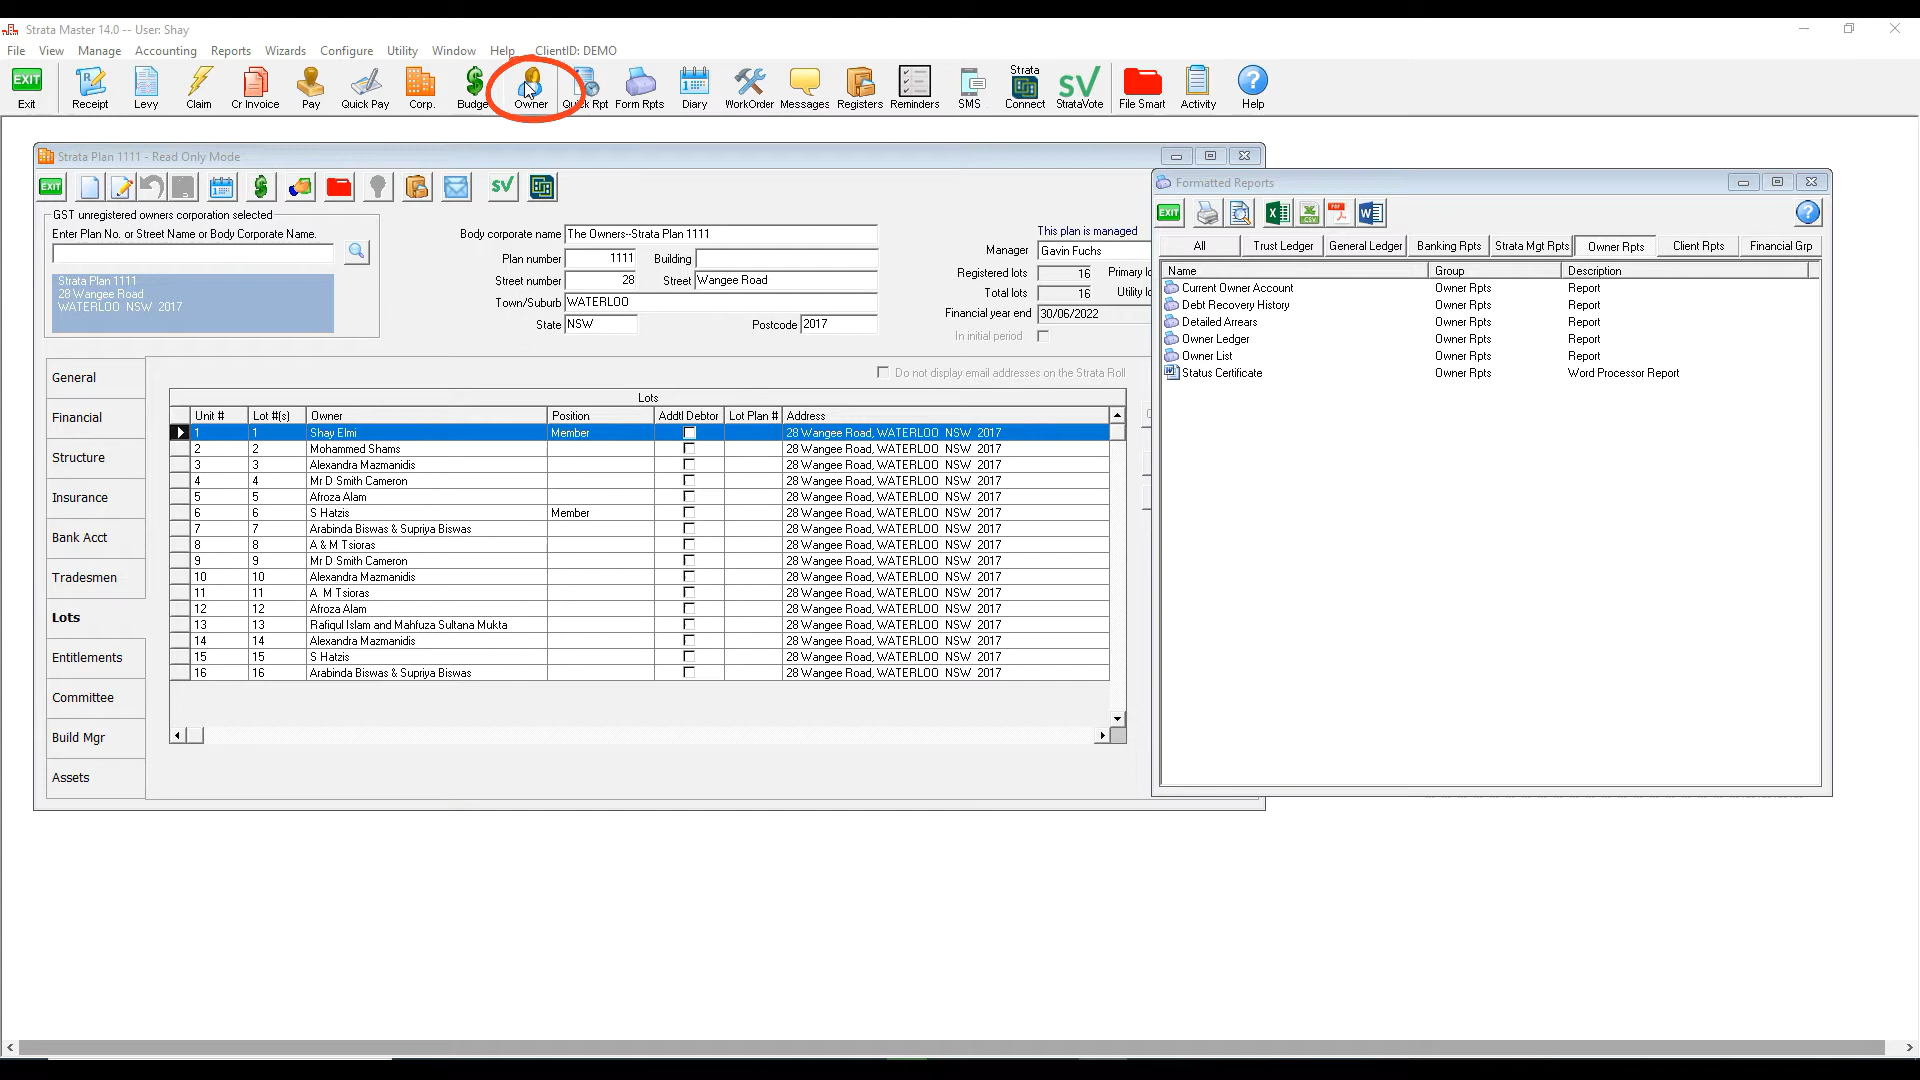 Strata Master 14.0 -- User: Shay
File View Manage Accounting Reports Wizards Configure Utility Window Help ClientID: DEMO
EXIT
Exit Receipt Levy Claim Cr Invoice Pay Quick Pay Corp. Budge Owner Quick Rpt Form Rpts Diary WorkOrder Messages Registers Reminders SMS Strata Connect StrataVote File Smart Activity Help
Strata Plan 1111 - Read Only Mode
EXIT
GST unregistered owners corporation selected
Enter Plan No. or Street Name or Body Corporate Name.
Strata Plan 1111
28 Wangee Road
WATERLOO NSW 2017
Body corporate name The Owners--Strata Plan 1111
Plan number 1111 Building
Street number 28 Street Wangee Road
Town/Suburb WATERLOO
State NSW Postcode 2017
This plan is managed
Manager Gavin Fuchs
Registered lots 16 Primary lo
Total lots 16 Utility lo
Financial year end 30/06/2022
In initial period
General
Financial
Structure
Insurance
Bank Acct
Tradesmen
Lots
Entitlements
Committee
Build Mgr
Assets
Do not display email addresses on the Strata Roll
Lots
Unit # Lot #(s) Owner Position Addtl Debtor Lot Plan # Address
1 1 Shay Elmi Member 28 Wangee Road, WATERLOO NSW 2017
2 2 Mohammed Shams 28 Wangee Road, WATERLOO NSW 2017
3 3 Alexandra Mazmanidis 28 Wangee Road, WATERLOO NSW 2017
4 4 Mr D Smith Cameron 28 Wangee Road, WATERLOO NSW 2017
5 5 Afroza Alam 28 Wangee Road, WATERLOO NSW 2017
6 6 S Hatzis Member 28 Wangee Road, WATERLOO NSW 2017
7 7 Arabinda Biswas & Supriya Biswas 28 Wangee Road, WATERLOO NSW 2017
8 8 A & M Tsioras 28 Wangee Road, WATERLOO NSW 2017
9 9 Mr D Smith Cameron 28 Wangee Road, WATERLOO NSW 2017
10 10 Alexandra Mazmanidis 28 Wangee Road, WATERLOO NSW 2017
11 11 A M Tsioras 28 Wangee Road, WATERLOO NSW 2017
12 12 Afroza Alam 28 Wangee Road, WATERLOO NSW 2017
13 13 Rafiqul Islam and Mahfuza Sultana Mukta 28 Wangee Road, WATERLOO NSW 2017
14 14 Alexandra Mazmanidis 28 Wangee Road, WATERLOO NSW 2017
15 15 S Hatzis 28 Wangee Road, WATERLOO NSW 2017
16 16 Arabinda Biswas & Supriya Biswas 28 Wangee Road, WATERLOO NSW 2017
Formatted Reports
EXIT
All Trust Ledger General Ledger Banking Rpts Strata Mgt Rpts Owner Rpts Client Rpts Financial Grp
Name Group Description
Current Owner Account Owner Rpts Report
Debt Recovery History Owner Rpts Report
Detailed Arrears Owner Rpts Report
Owner Ledger Owner Rpts Report
Owner List Owner Rpts Report
Status Certificate Owner Rpts Word Processor Report